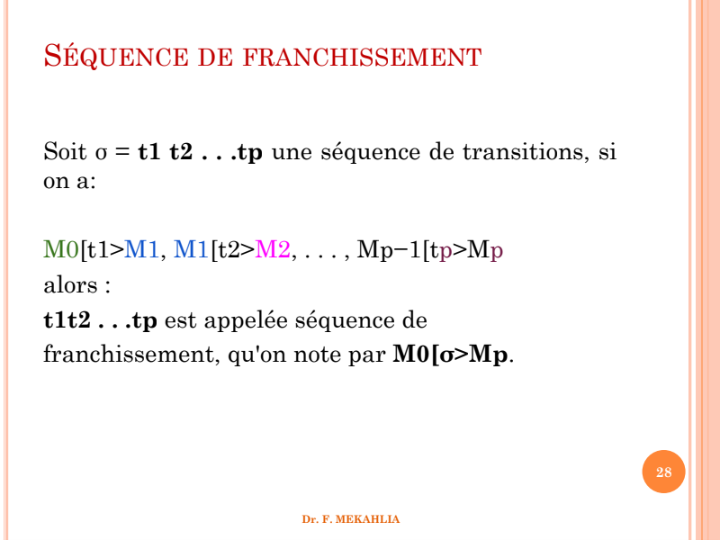 SÉQUENCE DE FRANCHISSEMENT
Soit σ = t1 t2 . . .tp une séquence de transitions, si
on a:
M0[t1>M1, M1[t2>M2, . . . , Mp−1[tp>Mp
alors :
t1t2 . . .tp est appelée séquence de
franchissement, qu'on note par M0[σ>Mp.
28
Dr. F. MEKAHLIA